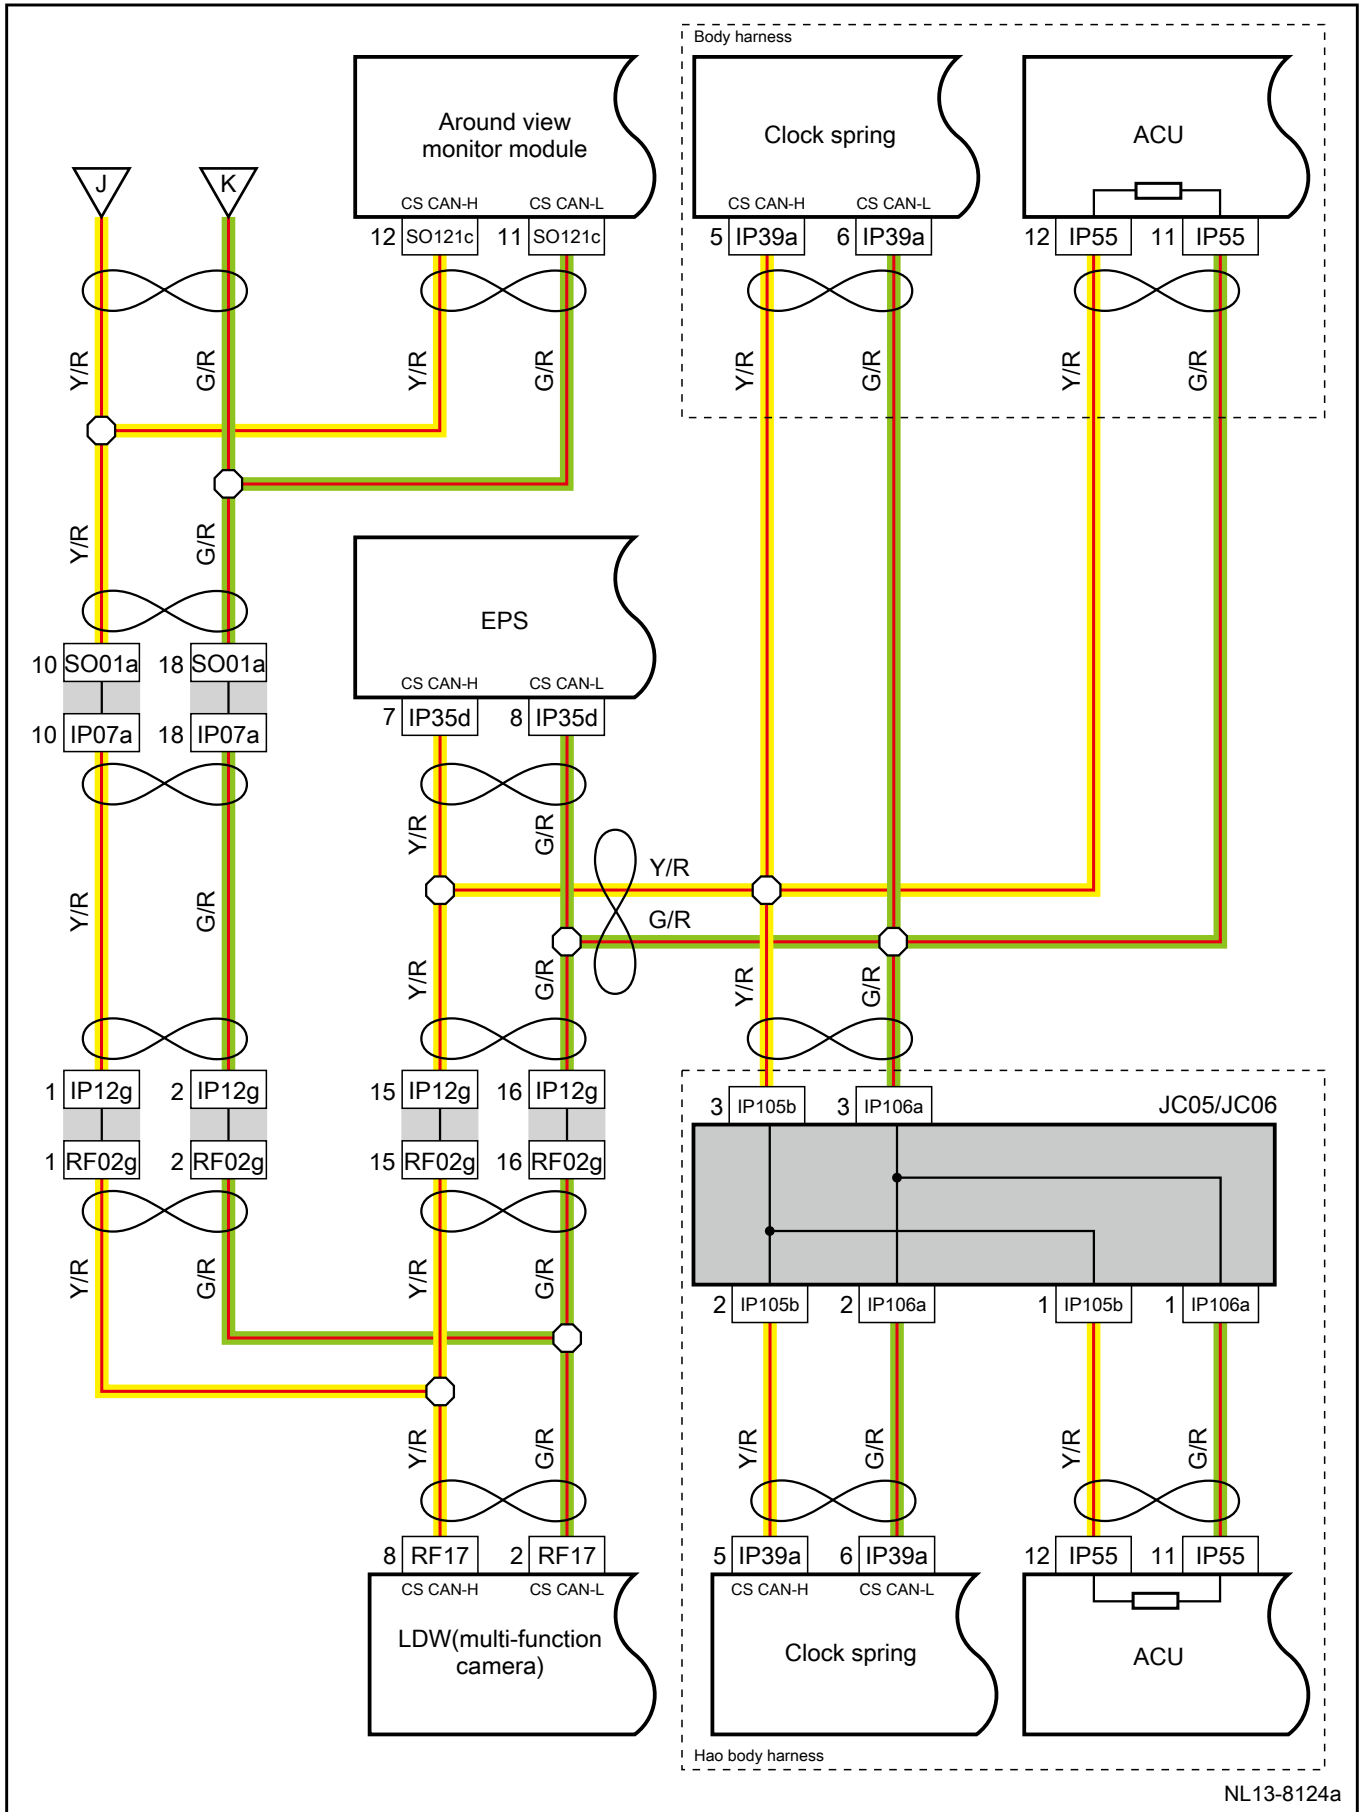 Body harness
Around view
monitor module
Clock spring
ACU
J
K
CS CAN-H
CS CAN-L
CS CAN-H
CS CAN-L
12 SO121c
11 SO121c
5 IP39a
6 IP39a
12 IP55
11 IP55
Y/R
G/R
Y/R
G/R
Y/R
G/R
Y/R
G/R
Y/R
G/R
EPS
CS CAN-H
CS CAN-L
10 SO01a
18 SO01a
7 IP35d
8 IP35d
10 IP07a
18 IP07a
Y/R
G/R
Y/R
G/R
Y/R
G/R
Y/R
G/R
Y/R
G/R
1 IP12g
2 IP12g
15 IP12g
16 IP12g
3 IP105b
3 IP106a
JC05/JC06
1 RF02g
2 RF02g
15 RF02g
16 RF02g
Y/R
G/R
Y/R
G/R
2 IP105b
2 IP106a
1 IP105b
1 IP106a
Y/R
G/R
Y/R
G/R
Y/R
G/R
8 RF17
2 RF17
5 IP39a
6 IP39a
12 IP55
11 IP55
CS CAN-H
CS CAN-L
CS CAN-H
CS CAN-L
LDW(multi-function
camera)
Clock spring
ACU
Hao body harness
NL13-8124a